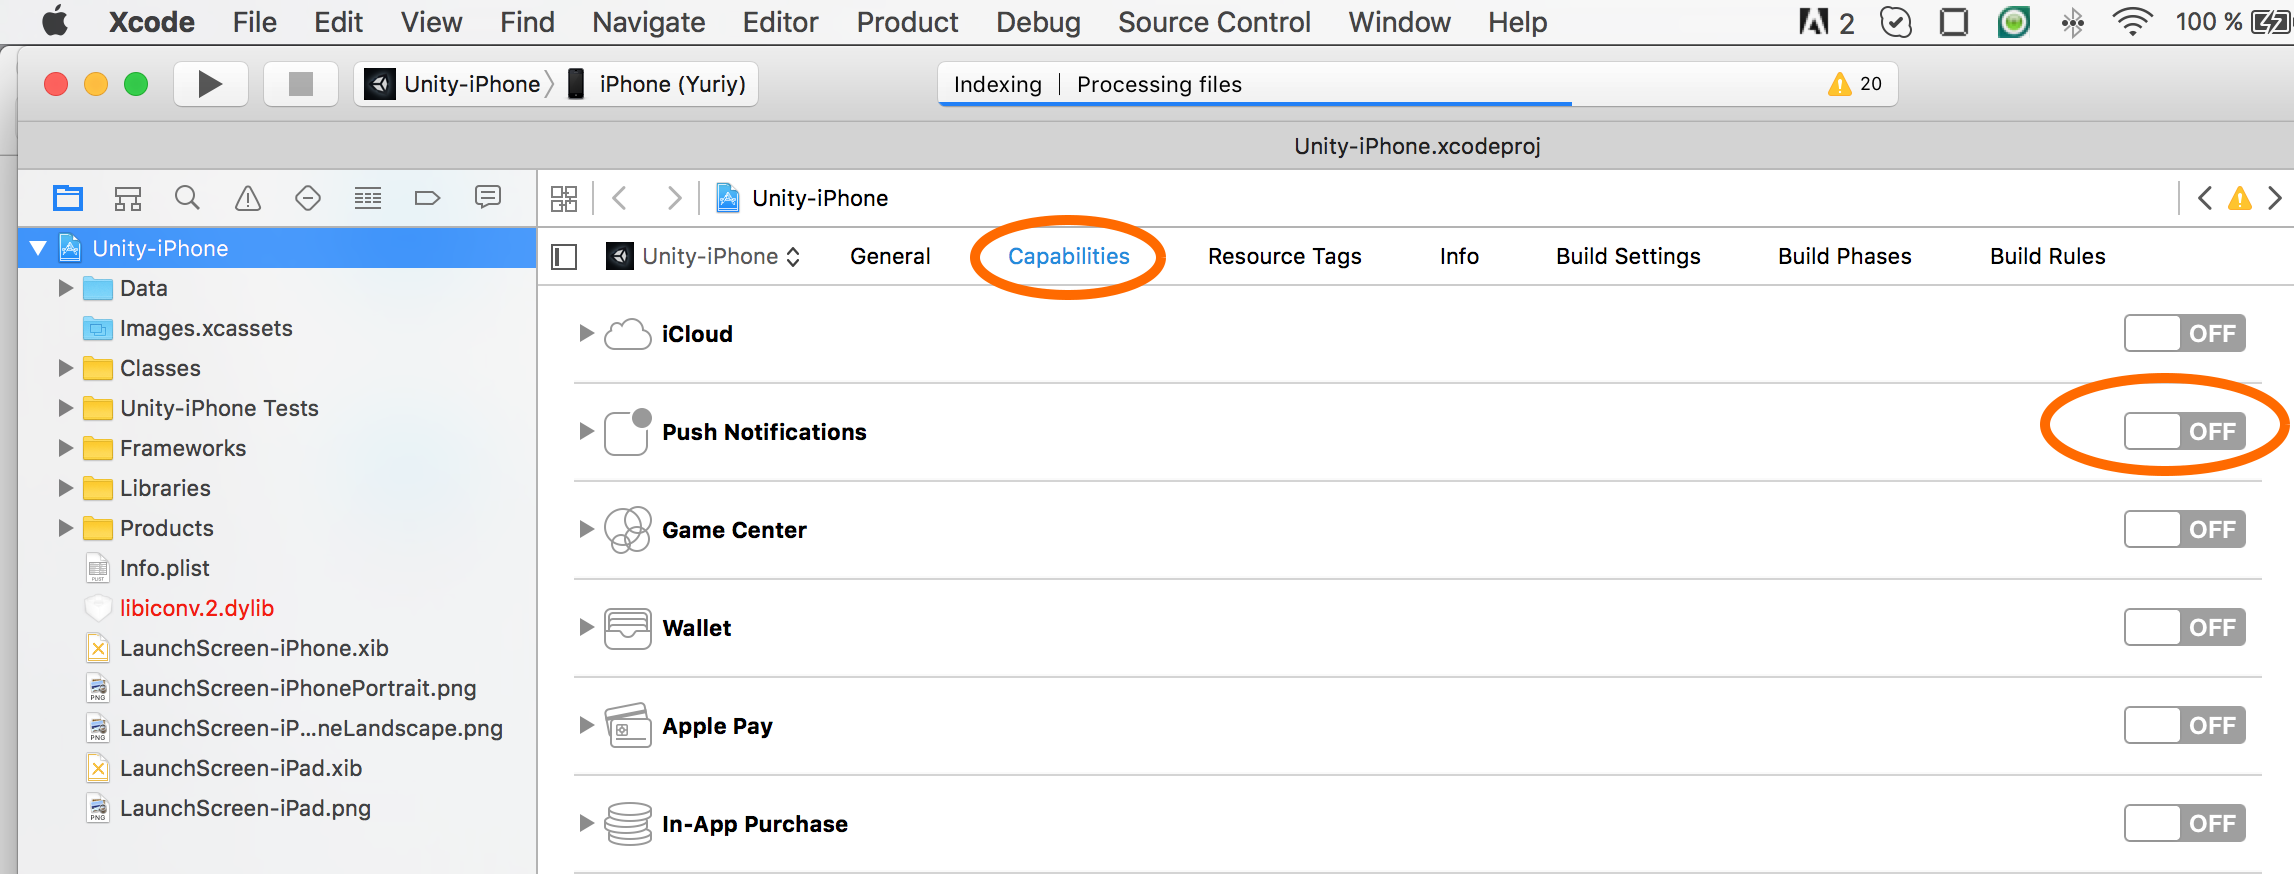 Xcode File Edit View Find Navigate Editor Product Debug Source Control Window Help 2 100 %
Unity-iPhone iPhone (Yuriy) Indexing | Processing files 20
Unity-iPhone.xcodeproj
Unity-iPhone
Unity-iPhone
Data
Images.xcassets
Classes
Unity-iPhone Tests
Frameworks
Libraries
Products
Info.plist
libiconv.2.dylib
LaunchScreen-iPhone.xib
LaunchScreen-iPhonePortrait.png
LaunchScreen-iP...neLandscape.png
LaunchScreen-iPad.xib
LaunchScreen-iPad.png
Unity-iPhone General Capabilities Resource Tags Info Build Settings Build Phases Build Rules
iCloud OFF
Push Notifications OFF
Game Center OFF
Wallet OFF
Apple Pay OFF
In-App Purchase OFF